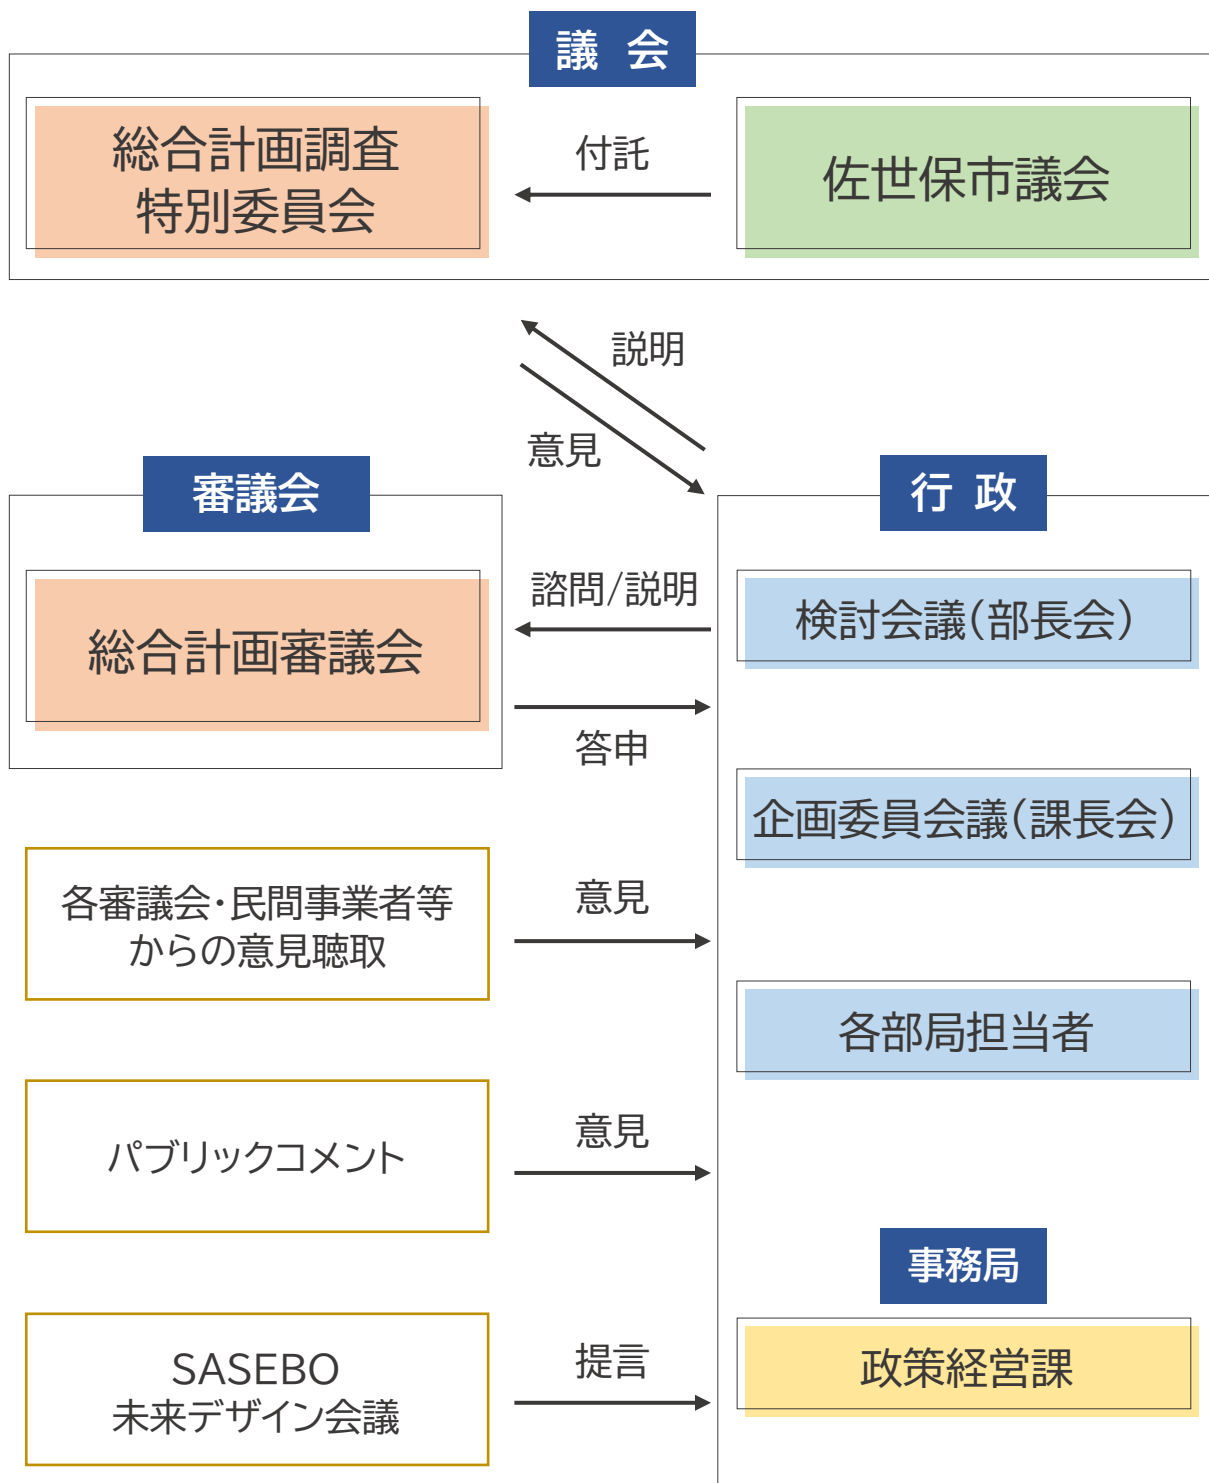 議 会
総合計画調査
特別委員会
付託
佐世保市議会
説明
意見
審議会
行 政
総合計画審議会
諮問/説明
答申
検討会議(部長会)
企画委員会議(課長会)
各審議会・民間事業者等
からの意見聴取
意見
各部局担当者
パブリックコメント
意見
事務局
SASEBO
未来デザイン会議
提言
政策経営課